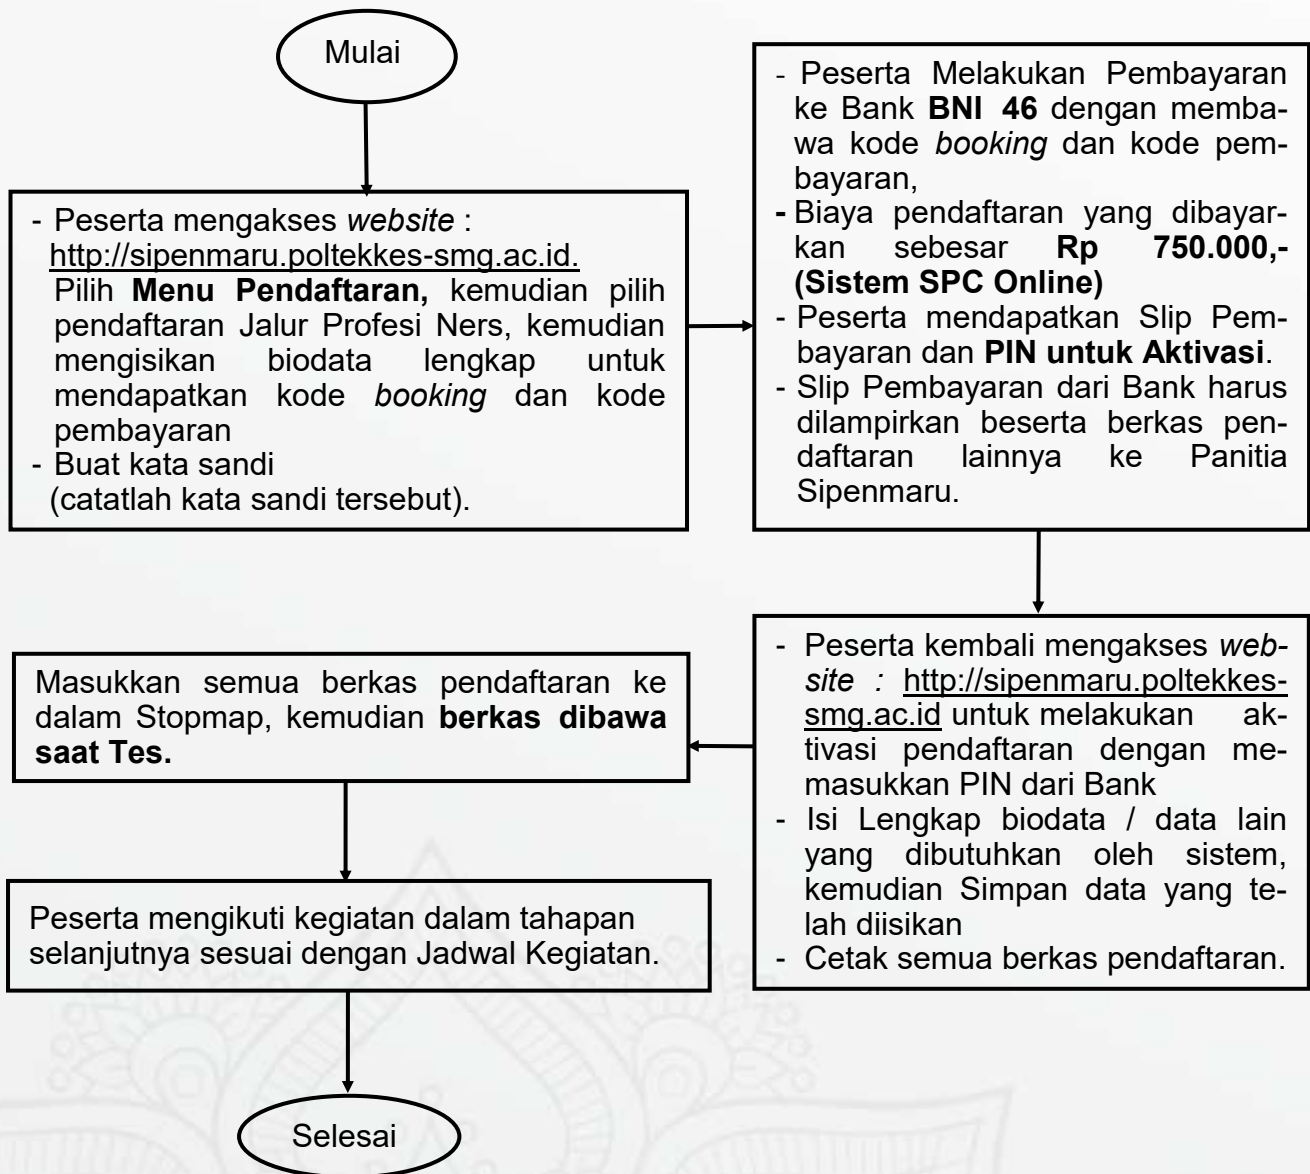 Mulai
- Peserta mengakses website :
http://sipenmaru.poltekkes-smg.ac.id.
Pilih Menu Pendaftaran, kemudian pilih
pendaftaran Jalur Profesi Ners, kemudian
mengisikan biodata lengkap untuk
mendapatkan kode booking dan kode
pembayaran
- Buat kata sandi
(catatlah kata sandi tersebut).
- Peserta Melakukan Pembayaran
ke Bank BNI 46 dengan memba-
wa kode booking dan kode pem-
bayaran,
- Biaya pendaftaran yang dibayar-
kan sebesar Rp 750.000,-
(Sistem SPC Online)
- Peserta mendapatkan Slip Pem-
bayaran dan PIN untuk Aktivasi.
- Slip Pembayaran dari Bank harus
dilampirkan beserta berkas pen-
daftaran lainnya ke Panitia
Sipenmaru.
- Peserta kembali mengakses web-
site : http://sipenmaru.poltekkes-
smg.ac.id untuk melakukan ak-
tivasi pendaftaran dengan me-
masukkan PIN dari Bank
- Isi Lengkap biodata / data lain
yang dibutuhkan oleh sistem,
kemudian Simpan data yang te-
lah diisikan
- Cetak semua berkas pendaftaran.
Masukkan semua berkas pendaftaran ke
dalam Stopmap, kemudian berkas dibawa
saat Tes.
Peserta mengikuti kegiatan dalam tahapan
selanjutnya sesuai dengan Jadwal Kegiatan.
Selesai